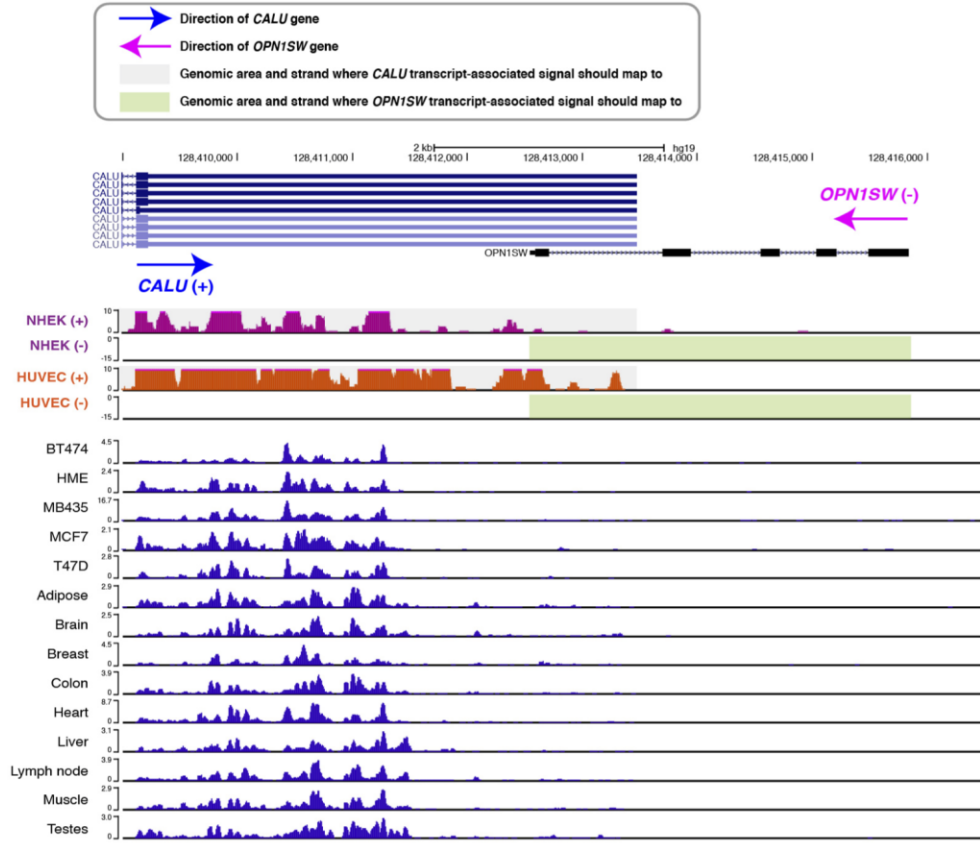 Direction of CALU gene
Direction of OPN1SW gene
Genomic area and strand where CALU transcript-associated signal should map to
Genomic area and strand where OPN1SW transcript-associated signal should map to
2 kb hg19
128,410,000 128,411,000 128,412,000 128,413,000 128,414,000 128,415,000 128,416,000
CALU
CALU
CALU
CALU
CALU
CALU
CALU
CALU
CALU
OPN1SW (-)
OPN1SW
CALU (+)
NHEK (+) 10 0
NHEK (-) 0 -15
HUVEC (+) 10 0
HUVEC (-) 0 -15
BT474 4.5 0
HME 2.4 0
MB435 16.7 0
MCF7 2.1 0
T47D 2.8 0
Adipose 2.9 0
Brain 2.5 0
Breast 4.5 0
Colon 3.9 0
Heart 8.7 0
Liver 3.1 0
Lymph node 3.9 0
Muscle 2.9 0
Testes 3.0 0